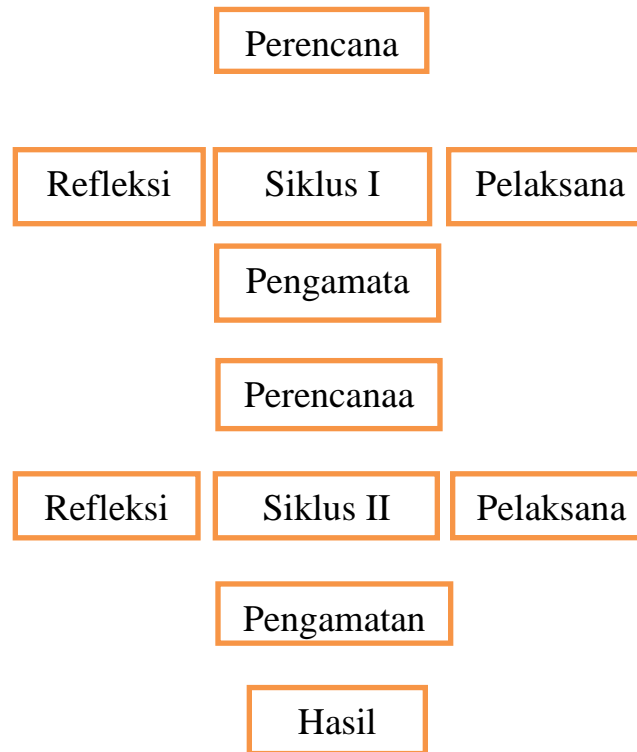 Perencana
Refleksi Siklus I Pelaksana
Pengamata
Perencanaa
Refleksi Siklus II Pelaksana
Pengamatan
Hasil